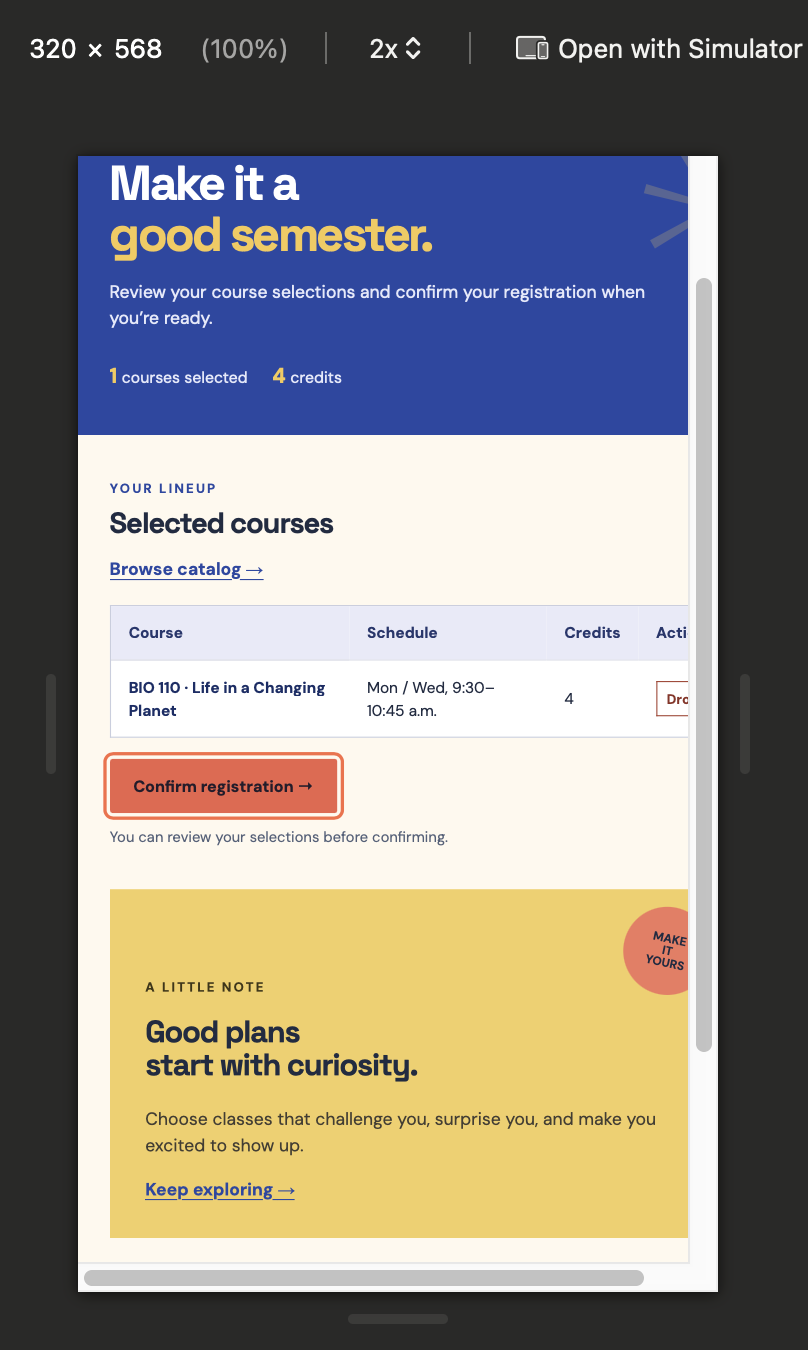 320 × 568 (100%) 2x Open with Simulator
Make it a
good semester.
Review your course selections and confirm your registration when
you're ready.
1 courses selected 4 credits
YOUR LINEUP
Selected courses
Browse catalog →
Course Schedule Credits
BIO 110 · Life in a Changing
Planet
Mon / Wed, 9:30–
10:45 a.m.
4
Confirm registration →
You can review your selections before confirming.
MAKE
IT
YOURS
A LITTLE NOTE
Good plans
start with curiosity.
Choose classes that challenge you, surprise you, and make you
excited to show up.
Keep exploring →